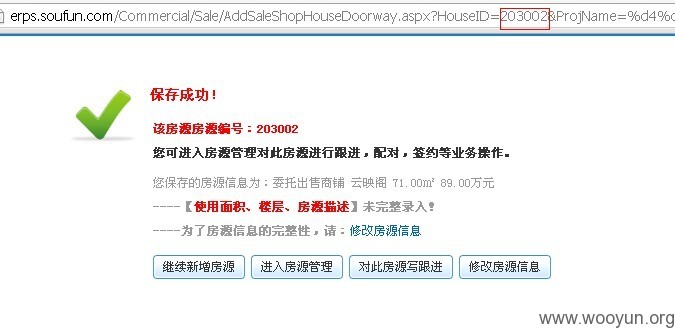 erps.soufun.com/Commercial/Sale/AddSaleShopHouseDoorway.aspx?HouseID=203002&ProjName=%d4%c
保存成功！
该房源房源编号：203002
您可进入房源管理对此房源进行跟进，配对，签约等业务操作。
您保存的房源信息为：委托出售商铺 云映阁 71.00㎡ 89.00万元
----【使用面积、楼层、房源描述】未完整录入！
----为了房源信息的完整性，请：修改房源信息
继续新增房源 进入房源管理 对此房源写跟进 修改房源信息
www.wooyun.org